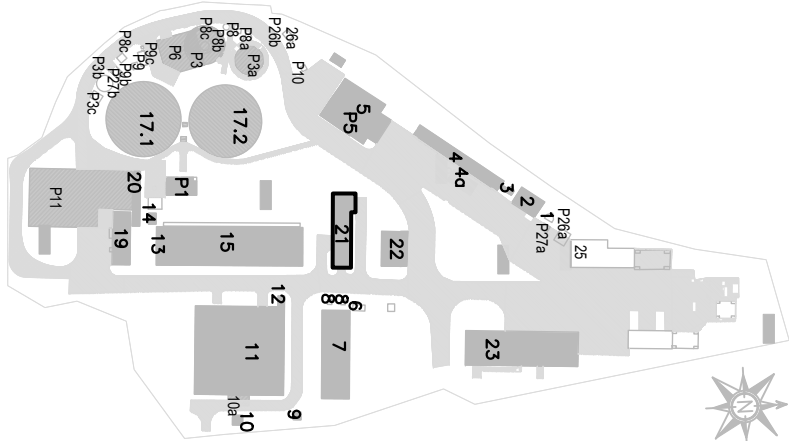 P8c
P8
P26b
26a
P8c
P9c
P6
P8b
P3
P8a
P3a
P10
P9
P3b
P9b
P27b
P3c
17.1
17.2
5
P5
4 4a
3
2
1
P26a
P27a
25
P11
20
P1
14
19
13
15
21
22
12
8
8
8
6
11
7
23
10a
10
9
N